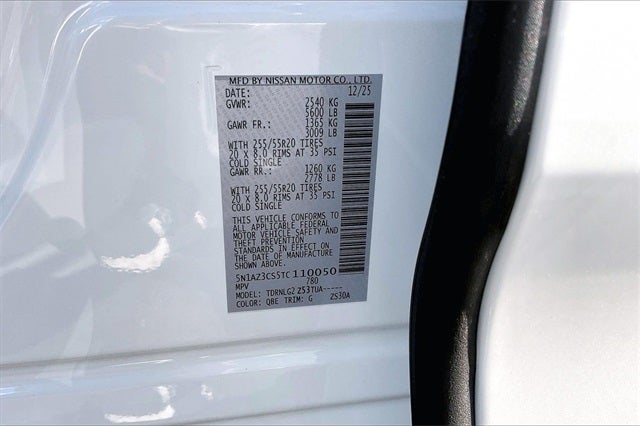 MFD BY NISSAN MOTOR CO., LTD.
DATE: 12/25
GVWR: 2540 KG
5600 LB
GAWR FR.: 1365 KG
3009 LB
WITH 255/55R20 TIRES
20 X 8.0 RIMS AT 35 PSI
COLD SINGLE
GAWR RR.: 1260 KG
2778 LB
WITH 255/55R20 TIRES
20 X 8.0 RIMS AT 35 PSI
COLD SINGLE
THIS VEHICLE CONFORMS TO
ALL APPLICABLE FEDERAL
MOTOR VEHICLE SAFETY AND
THEFT PREVENTION
STANDARDS IN EFFECT ON
THE DATE OF MANUFACTURE
SHOWN ABOVE.
5N1AZ3CS5TC110050
MPV 780
MODEL: TDRNLG2 Z53TUA-----
COLOR: QBE TRIM: G ZS30A